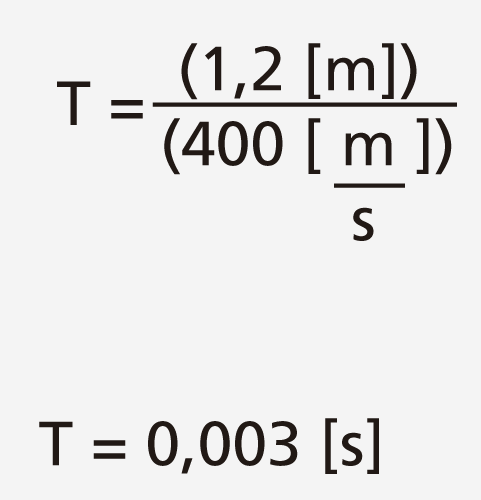 T = (1,2 [m])
(400 [ m ])
s
T = 0,003 [s]